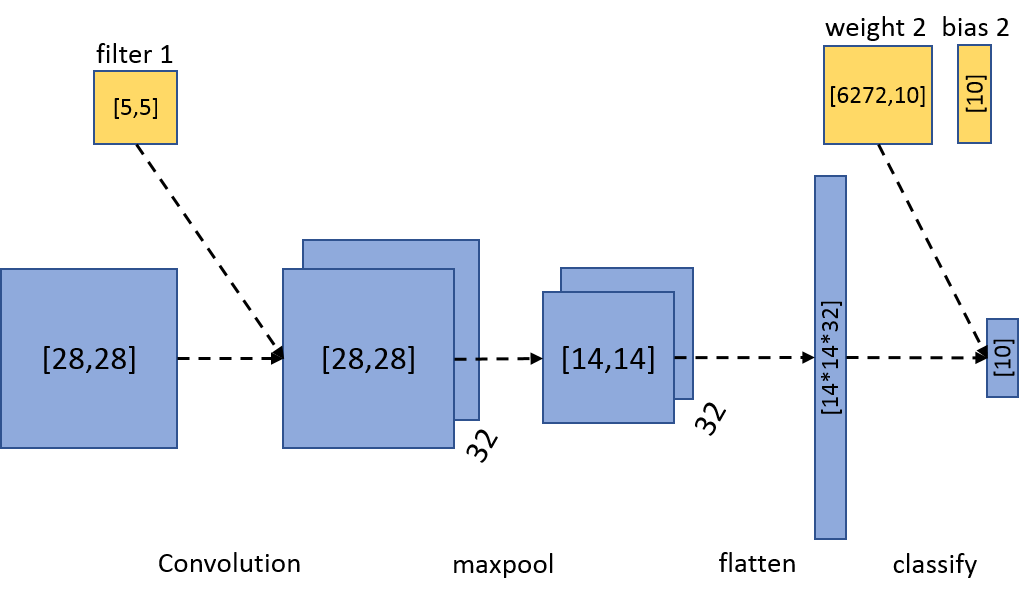 weight 2 bias 2
filter 1
[5,5]
[6272,10]
[10]
[28,28]
[28,28]
32
[14,14]
32
[14*14*32]
[10]
Convolution
maxpool
flatten
classify